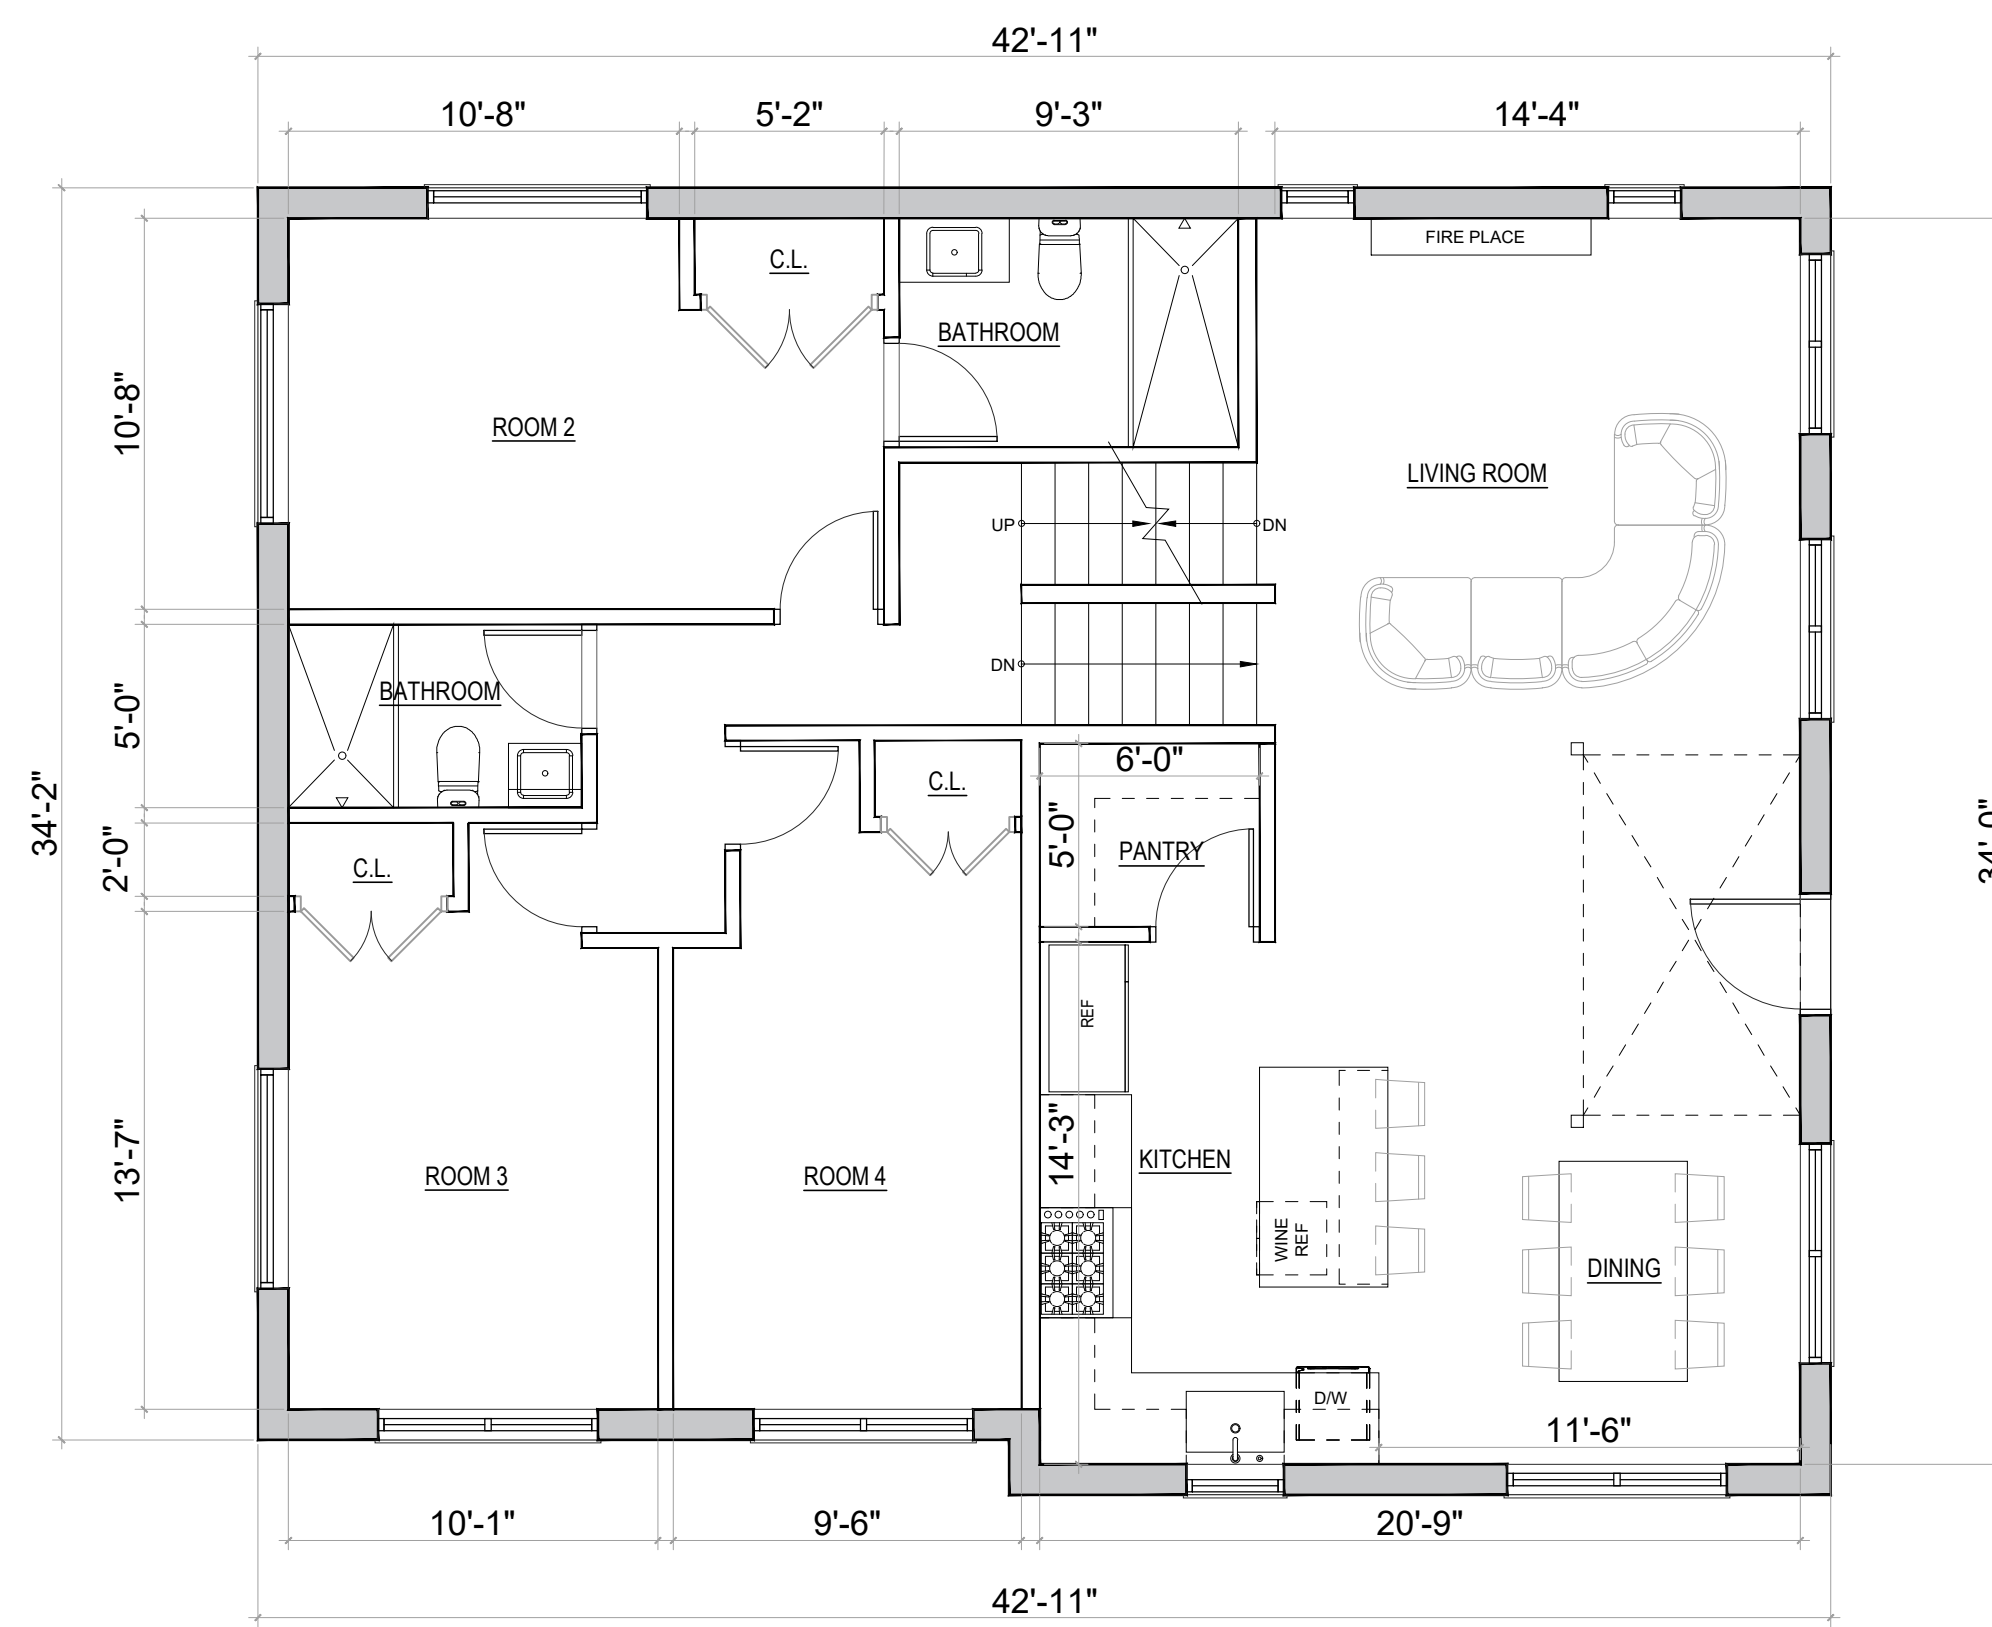 42'-11"
10'-8"
5'-2"
9'-3"
14'-4"
FIRE PLACE
C.L.
BATHROOM
10'-8"
ROOM 2
LIVING ROOM
UP
DN
DN
BATHROOM
5'-0"
6'-0"
C.L.
34'-2"
5'-0"
PANTRY
34'-0"
2'-0"
C.L.
REF
14'-3"
13'-7"
KITCHEN
ROOM 3
ROOM 4
WINE
REF
DINING
D/W
11'-6"
10'-1"
9'-6"
20'-9"
42'-11"